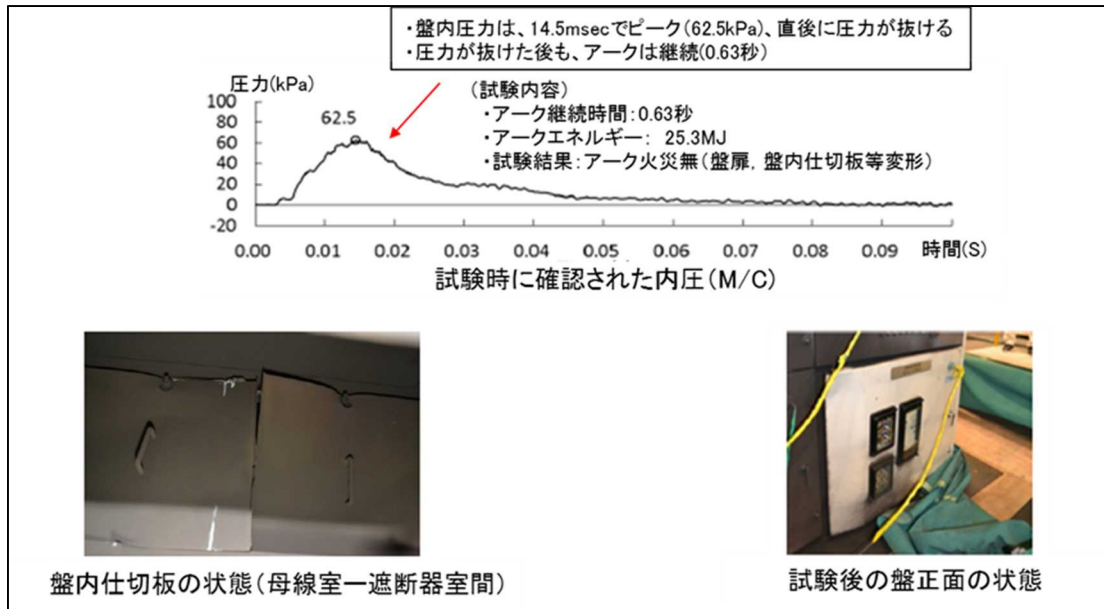 ・盤内圧力は、14.5msecでピーク(62.5kPa)、直後に圧力が抜ける
・圧力が抜けた後も、アークは継続(0.63秒)
圧力(kPa)
100
80
60
40
20
0
-20
62.5
(試験内容)
・アーク継続時間:0.63秒
・アークエネルギー: 25.3MJ
・試験結果:アーク火災無(盤扉, 盤内仕切板等変形)
0.00 0.01 0.02 0.03 0.04 0.05 0.06 0.07 0.08 0.09 時間(S)
試験時に確認された内圧(M/C)
盤内仕切板の状態(母線室ー遮断器室間)
試験後の盤正面の状態